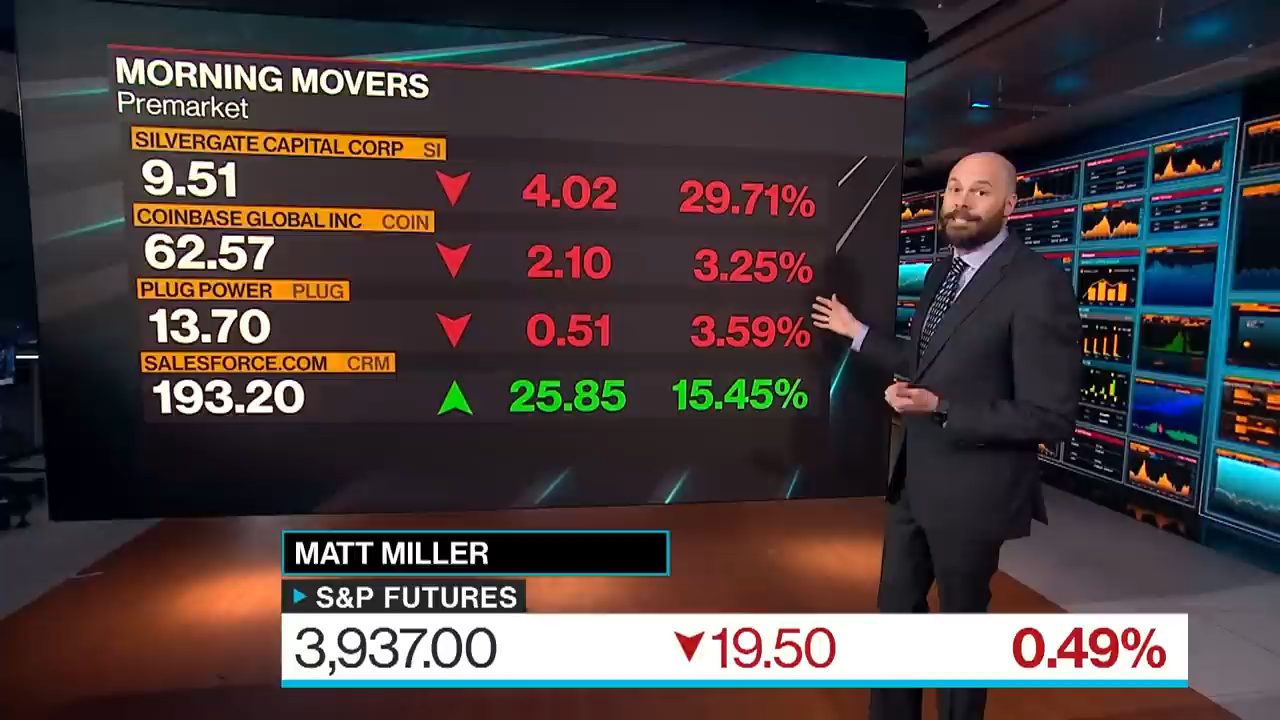 MORNING MOVERS
Premarket
SILVERGATE CAPITAL CORP SI
9.51 4.02 29.71%
COINBASE GLOBAL INC COIN
62.57 2.10 3.25%
PLUG POWER PLUG
13.70 0.51 3.59%
SALESFORCE.COM CRM
193.20 25.85 15.45%
MATT MILLER
S&P FUTURES
3,937.00 19.50 0.49%